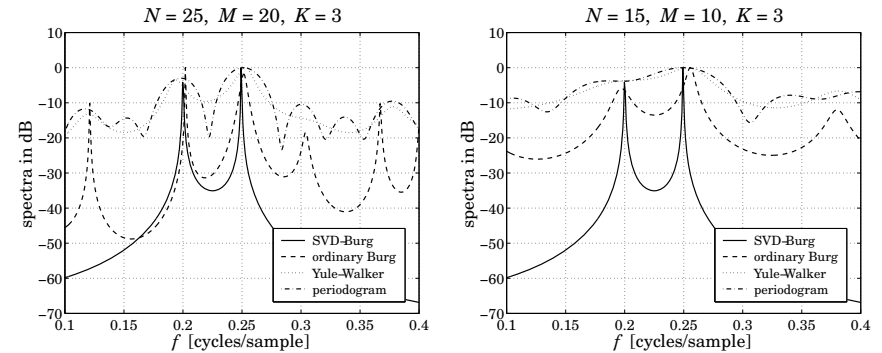 N = 25, M = 20, K = 3
10
0
−10
−20
−30
−40
−50
−60
−70
0.1
0.15
0.2
0.25
0.3
0.35
0.4
spectra in dB
f [cycles/sample]
SVD–Burg
ordinary Burg
Yule–Walker
periodogram
N = 15, M = 10, K = 3
10
0
−10
−20
−30
−40
−50
−60
−70
0.1
0.15
0.2
0.25
0.3
0.35
0.4
spectra in dB
f [cycles/sample]
SVD–Burg
ordinary Burg
Yule–Walker
periodogram